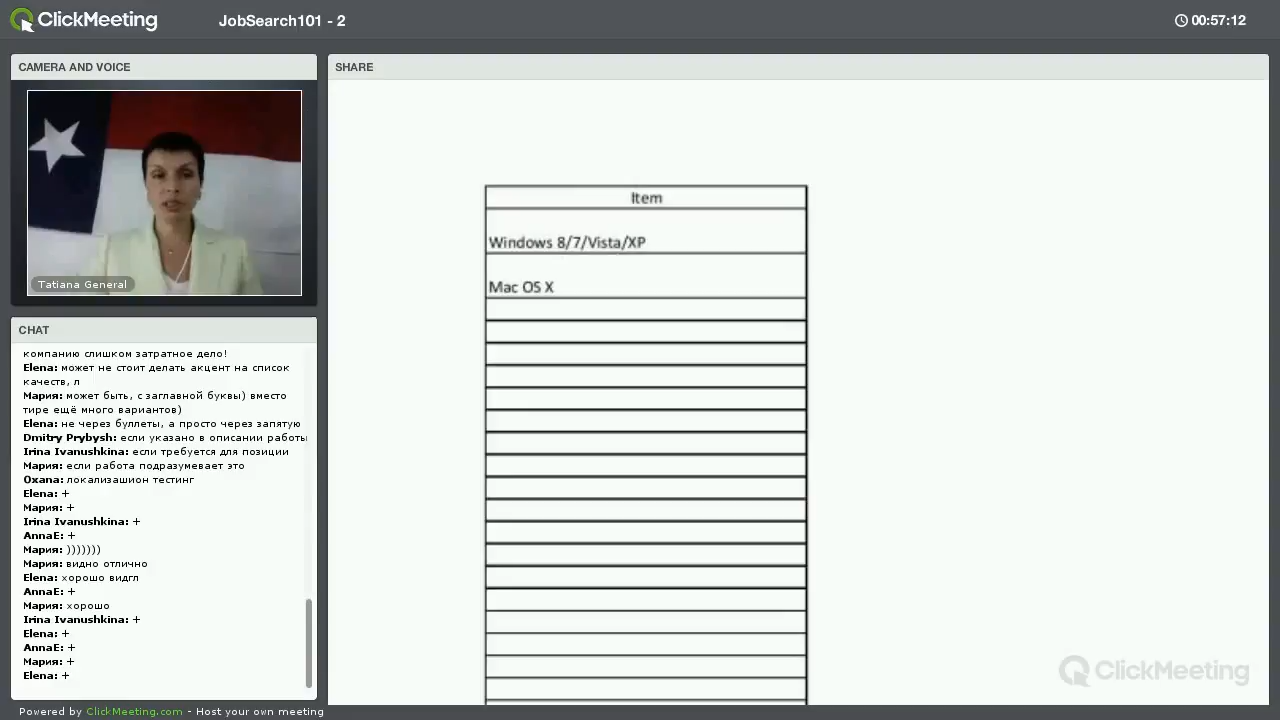 ClickMeeting
JobSearch101 - 2
00:57:12
CAMERA AND VOICE
Tatiana General
CHAT
компанию слишком затратное дело!
Elena: может не стоит делать акцент на список
качеств, л
Мария: может быть, с заглавной буквы) вместо
тире ещё много вариантов)
Elena: не через буллеты, а просто через запятую
Dmitry Prybysh: если указано в описании работы
Irina Ivanushkina: если требуется для позиции
Мария: если работа подразумевает это
Oxana: локализашион тестинг
Elena: +
Мария: +
Irina Ivanushkina: +
AnnaE: +
Мария: )))))))
Мария: видно отлично
Elena: хорошо видгл
AnnaE: +
Мария: хорошо
Irina Ivanushkina: +
Elena: +
AnnaE: +
Мария: +
Elena: +
SHARE
Item
Windows 8/7/Vista/XP
Mac OS X
ClickMeeting
Powered by ClickMeeting.com - Host your own meeting